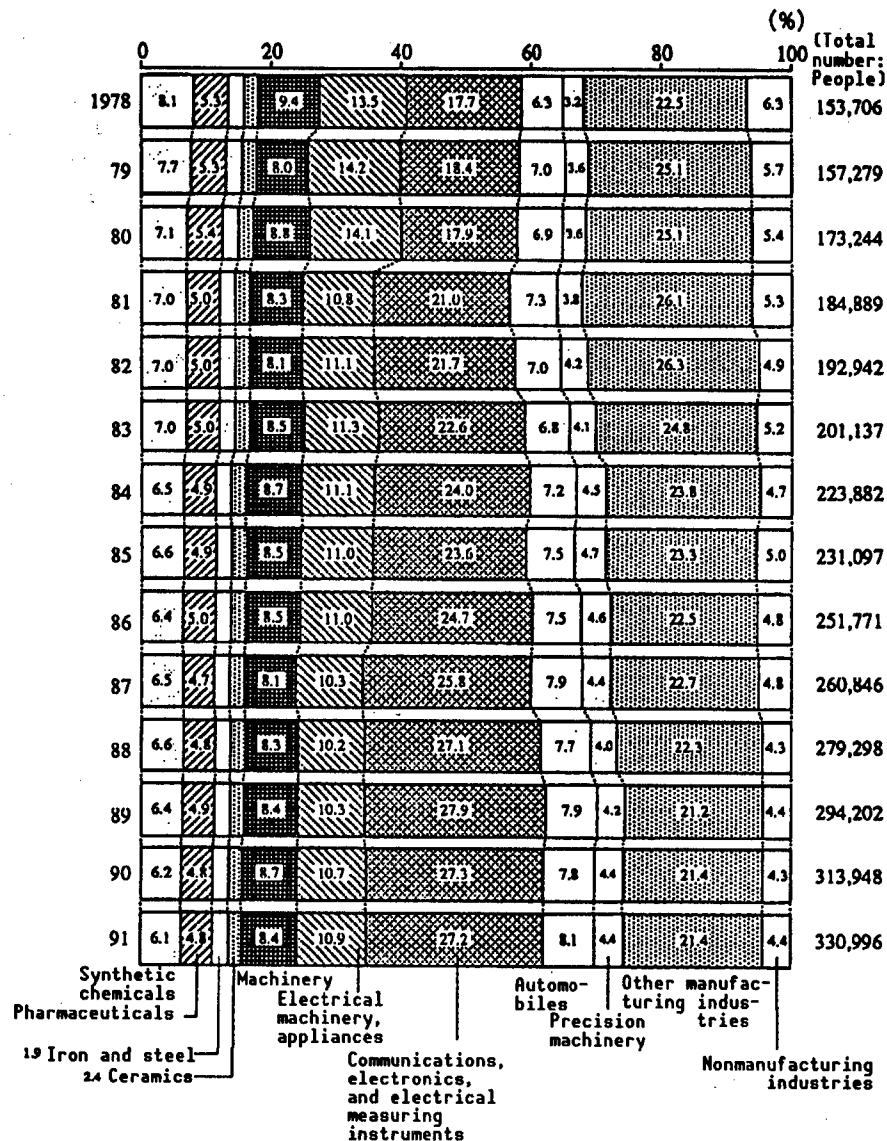 (%)
0 20 40 60 80 100 (Total number: People)
1978 8.1 5.3 9.4 13.5 17.7 6.3 3.2 22.5 6.3 153,706
79 7.7 5.3 8.0 14.2 18.4 7.0 3.6 25.1 5.7 157,279
80 7.1 5.4 8.8 14.1 17.9 6.9 3.6 25.1 5.4 173,244
81 7.0 5.0 8.3 10.8 21.0 7.3 3.8 26.1 5.3 184,889
82 7.0 5.0 8.1 11.1 21.7 7.0 4.2 26.3 4.9 192,942
83 7.0 5.0 8.5 11.3 22.6 6.8 4.1 24.8 5.2 201,137
84 6.5 4.9 8.7 11.1 24.0 7.2 4.5 23.8 4.7 223,882
85 6.6 4.9 8.5 11.0 23.6 7.5 4.7 23.3 5.0 231,097
86 6.4 5.0 8.5 11.0 24.7 7.5 4.6 22.5 4.8 251,771
87 6.5 4.7 8.1 10.3 25.8 7.9 4.4 22.7 4.8 260,846
88 6.6 4.8 8.3 10.2 27.1 7.7 4.0 22.3 4.3 279,298
89 6.4 4.9 8.4 10.3 27.9 7.9 4.2 21.2 4.4 294,202
90 6.2 4.8 8.7 10.7 27.3 7.8 4.4 21.4 4.3 313,948
91 6.1 4.8 8.4 10.9 27.2 8.1 4.4 21.4 4.4 330,996
Synthetic
chemicals
Pharmaceuticals
1.9 Iron and steel
2.4 Ceramics
Machinery
Electrical
machinery,
appliances
Communications,
electronics,
and electrical
measuring
instruments
Automo-
biles
Precision
machinery
Other manufac-
turing indus-
tries
Nonmanufacturing
industries